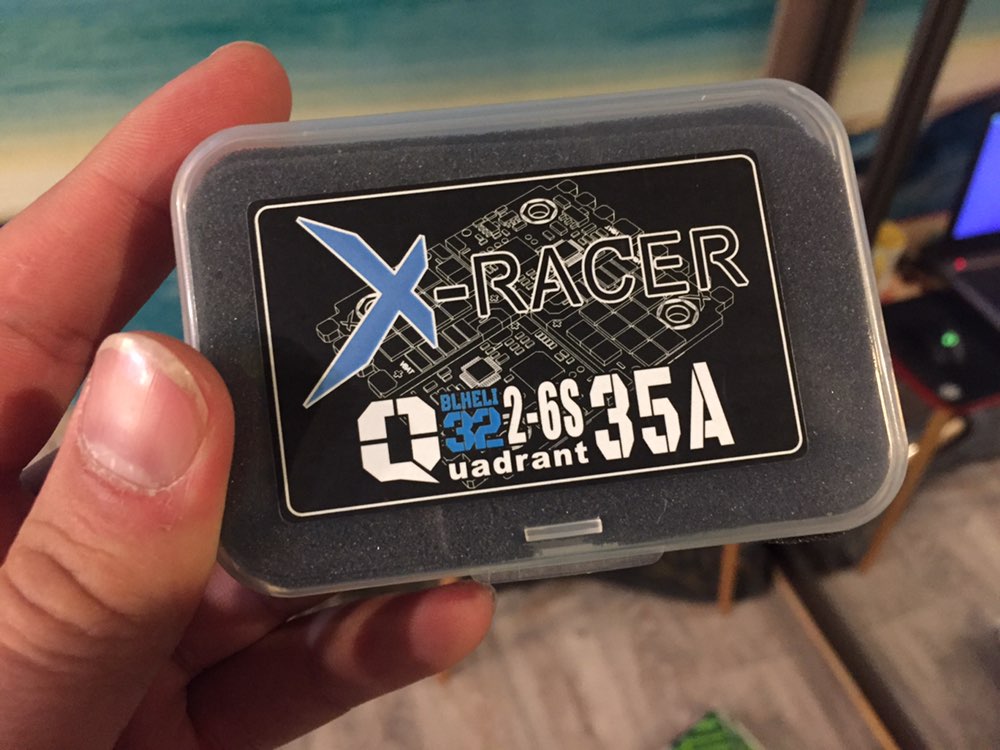 X-RACER
BLHELI
32-2-6S 35A
Quadrant